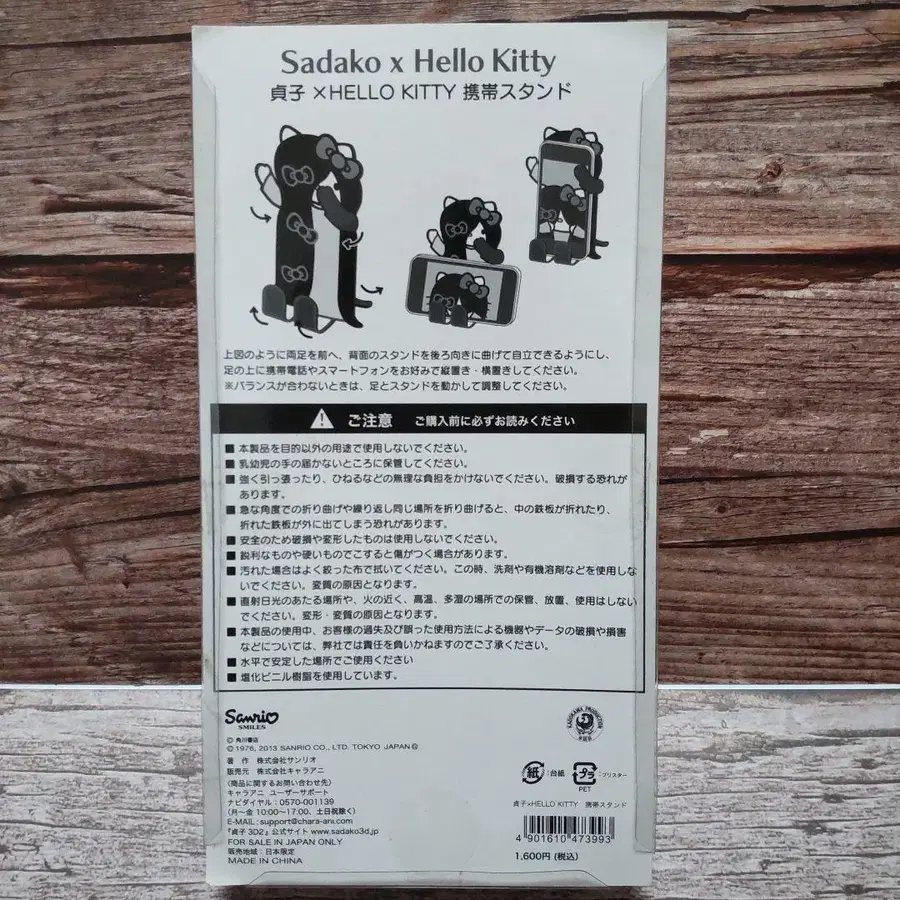 Sadako x Hello Kitty
貞子 ×HELLO KITTY 携帯スタンド
上図のように両足を前へ、背面のスタンドを後ろ向きに曲げて自立できるようにし、
足の上に携帯電話やスマートフォンをお好みで縦置き・横置きしてください。
※バランスが合わないときは、足とスタンドを動かして調整してください。
ご注意 ご購入前に必ずお読みください
■本製品を目的以外の用途で使用しないでください。
■乳幼児の手の届かないところに保管してください。
■強く引っ張ったり、ひねるなどの無理な負担をかけないでください。破損する恐れが
あります。
■急な角度での折り曲げや繰り返し同じ場所を折り曲げると、中の鉄板が折れたり、
折れた鉄板が外に出てしまう恐れがあります。
■安全のため破損や変形したものは使用しないでください。
■鋭利なものや硬いものでこすると傷がつく場合があります。
■汚れた場合はよく絞った布で拭いてください。この時、洗剤や有機溶剤などを使用しな
いでください。変質の原因となります。
■直射日光のあたる場所や、火の近く、高温、多湿の場所での保管、放置、使用はしない
でください。変形・変質の原因となります。
■本製品の使用中、お客様の過失及び誤った使用方法による機器やデータの破損や損害
などについては、弊社では責任を負いかねますのでご了承ください。
■水平で安定した場所でご使用ください
■塩化ビニル樹脂を使用しています。
Sanrio
SMILES
© 角川書店
© 1976, 2013 SANRIO CO., LTD. TOKYO JAPAN
著 作 株式会社サンリオ
販売元 株式会社キャラアニ
〈商品に関するお問い合わせ先〉
キャラアニ ユーザーサポート
ナビダイヤル：0570-001139
（月～金 10:00～17:00、土日祝除く）
E-MAIL : support@chara-ani.com
『貞子 3D2』公式サイト www.sadako3d.jp
FOR SALE IN JAPAN ONLY
販売地域：日本限定
MADE IN CHINA
KADOKAWA PRODUCTION
紙 ：台紙
プラ ：ブリスター
PET
貞子×HELLO KITTY 携帯スタンド
4 901610 473993
1,600円（税込）